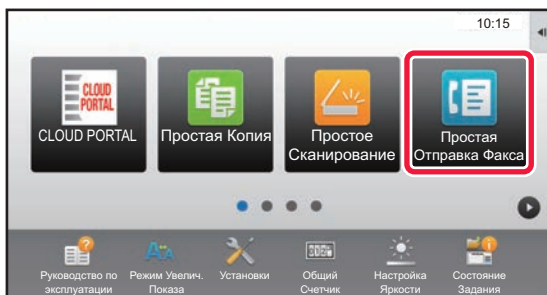 10:15
CLOUD
PORTAL
CLOUD PORTAL
Простая Копия
Простое
Сканирование
Простая
Отправка Факса
Руководство по
эксплуатации
Режим Увелич.
Показа
Установки
Общий
Счетчик
Настройка
Яркости
Состояние
Задания